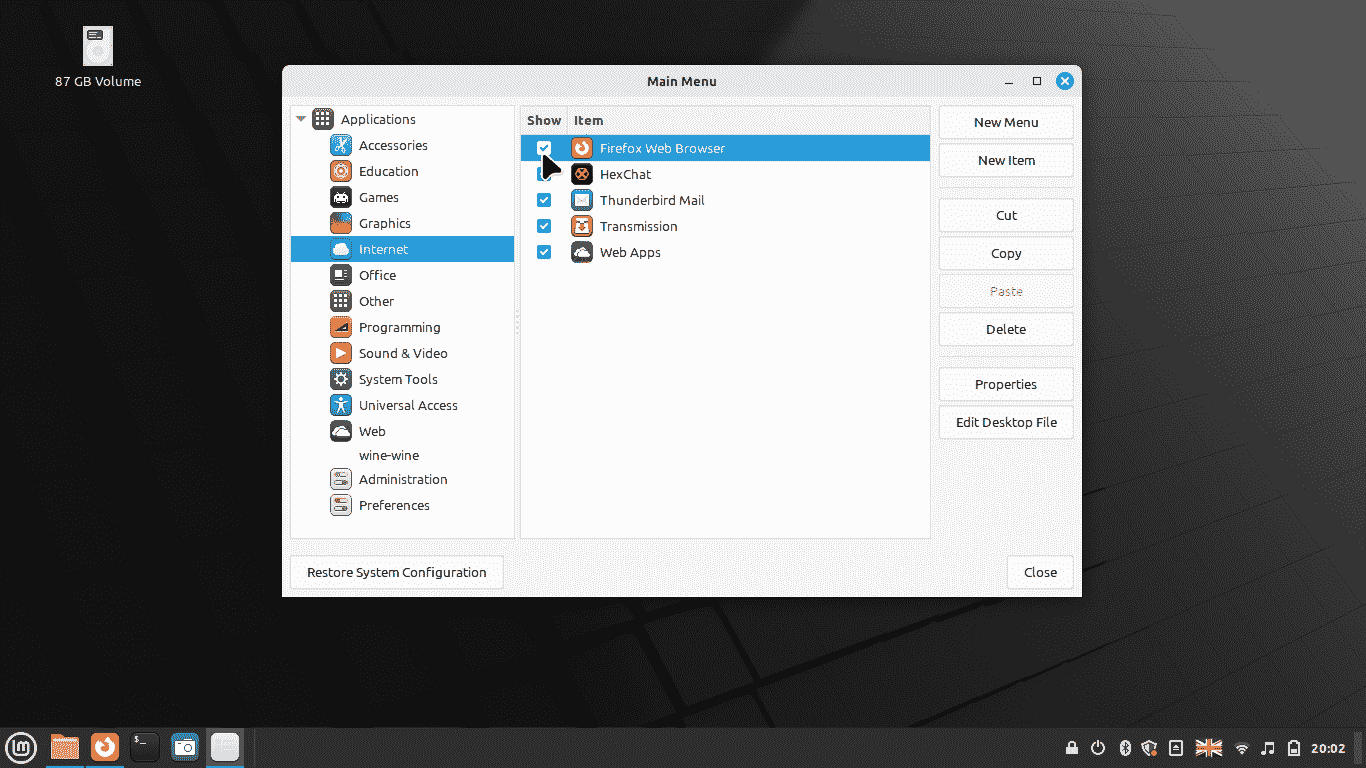 87 GB Volume
Main Menu
Applications
Accessories
Education
Games
Graphics
Internet
Office
Other
Programming
Sound & Video
System Tools
Universal Access
Web
wine-wine
Administration
Preferences
Show Item
Firefox Web Browser
HexChat
Thunderbird Mail
Transmission
Web Apps
New Menu
New Item
Cut
Copy
Paste
Delete
Properties
Edit Desktop File
Restore System Configuration
Close
$_
20:02